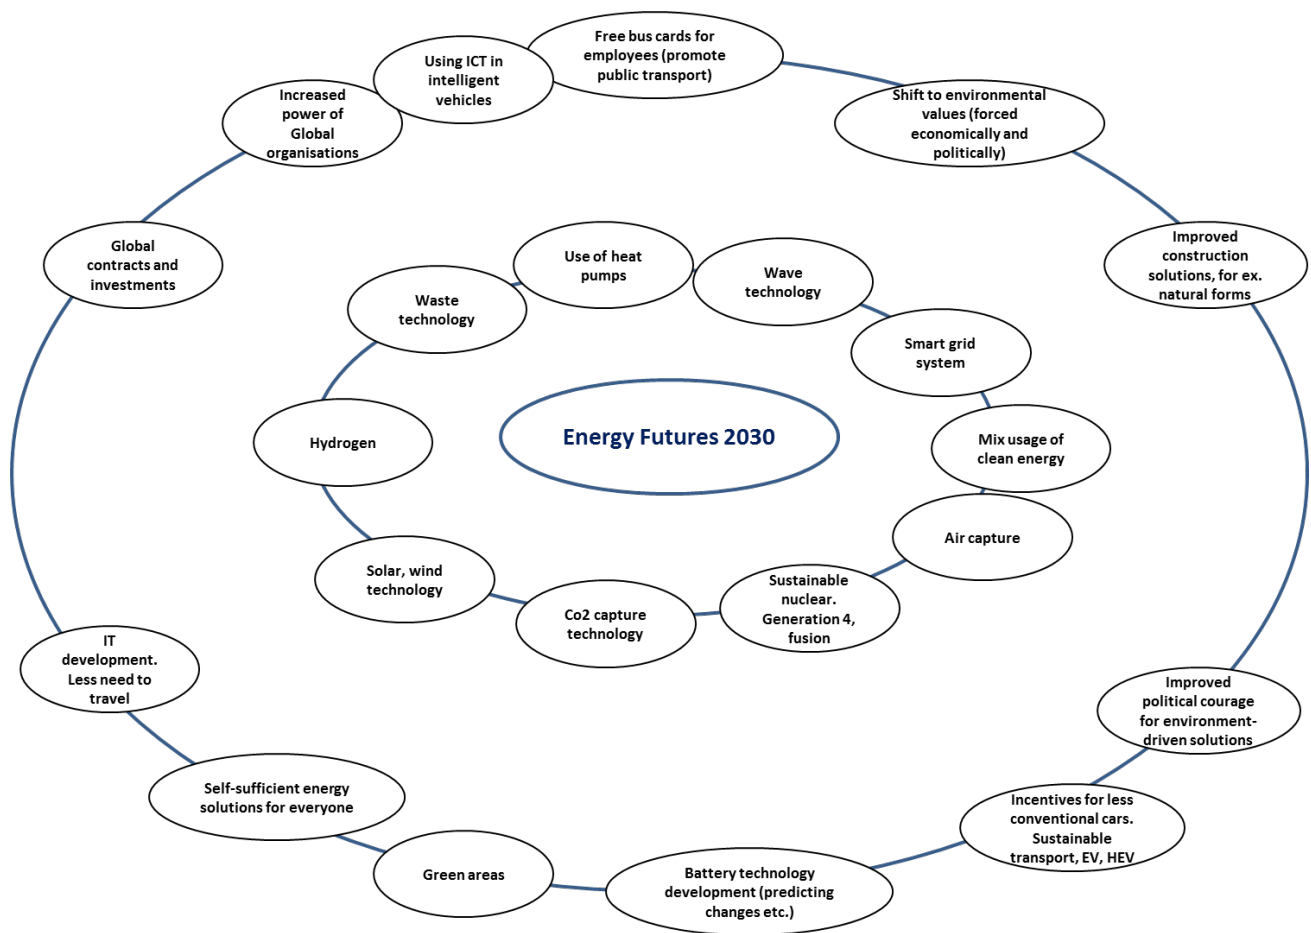 Free bus cards for
employees (promote
public transport)
Using ICT in
intelligent
vehicles
Increased
power of
Global
organisations
Shift to environmental
values (forced
economically and
politically)
Global
contracts and
investments
Improved
construction
solutions, for ex.
natural forms
Use of heat
pumps
Wave
technology
Waste
technology
Smart grid
system
Hydrogen
Energy Futures 2030
Mix usage of
clean energy
Air capture
Solar, wind
technology
Co2 capture
technology
Sustainable
nuclear.
Generation 4,
fusion
IT
development.
Less need to
travel
Improved
political courage
for environment-
driven solutions
Self-sufficient energy
solutions for everyone
Incentives for less
conventional cars.
Sustainable
transport, EV, HEV
Green areas
Battery technology
development (predicting
changes etc.)